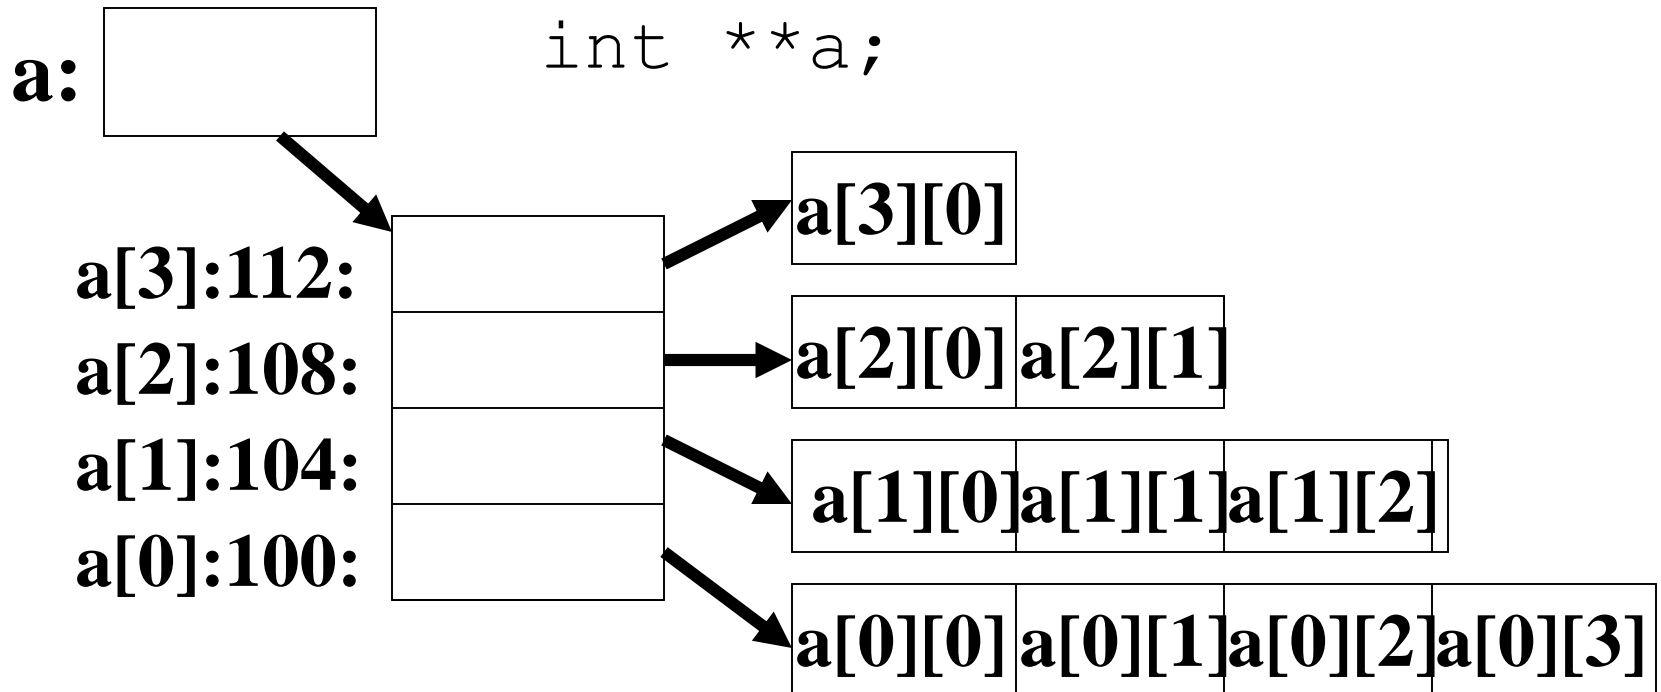 int **a;
a:
a[3][0]
a[3]:112:
a[2][0] a[2][1]
a[2]:108:
a[1][0] a[1][1] a[1][2]
a[1]:104:
a[0]:100:
a[0][0] a[0][1] a[0][2] a[0][3]